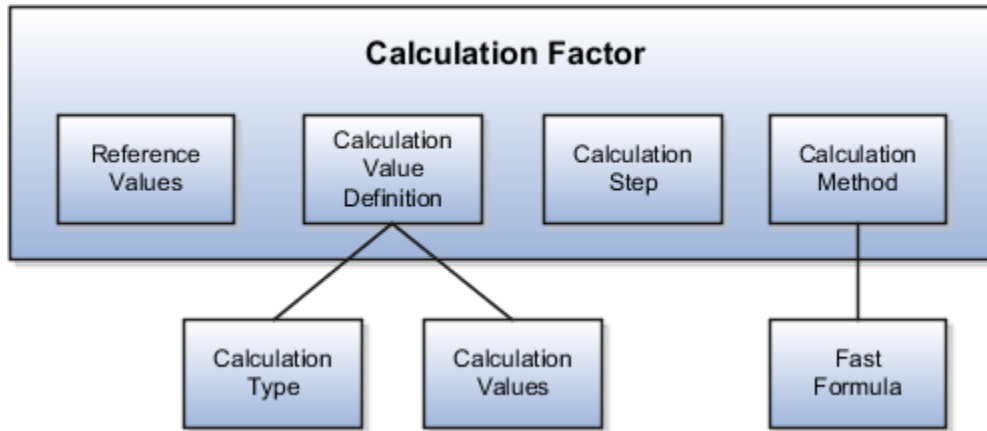 Calculation Factor
Reference
Values
Calculation
Value
Definition
Calculation
Step
Calculation
Method
Calculation
Type
Calculation
Values
Fast
Formula